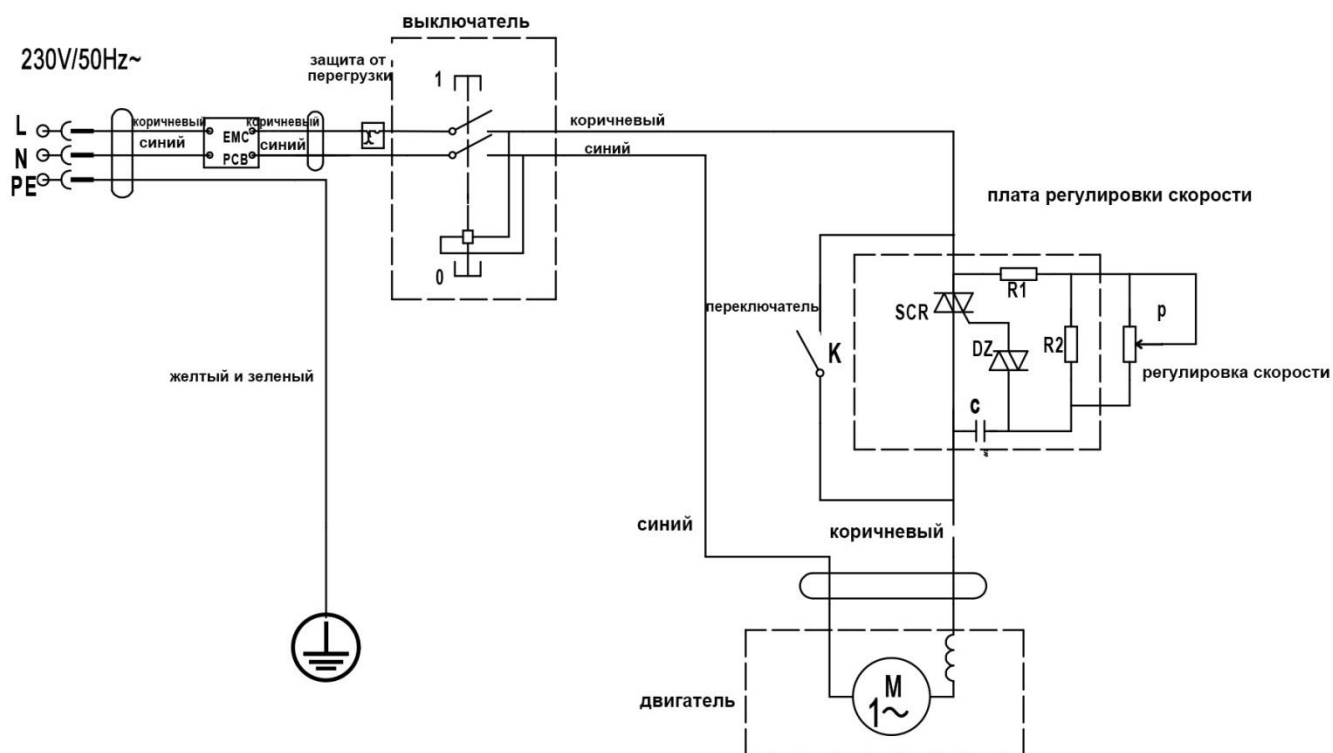 выключатель
230V/50Hz~
защита от
перегрузки
1
L
коричневый
коричневый
EMC
коричневый
N
синий
PCB
синий
синий
PE
0
плата регулировки скорости
переключатель
SCR
R1
p
K
DZ
R2
желтый и зеленый
регулировка скорости
c
синий
коричневый
двигатель
M
1~